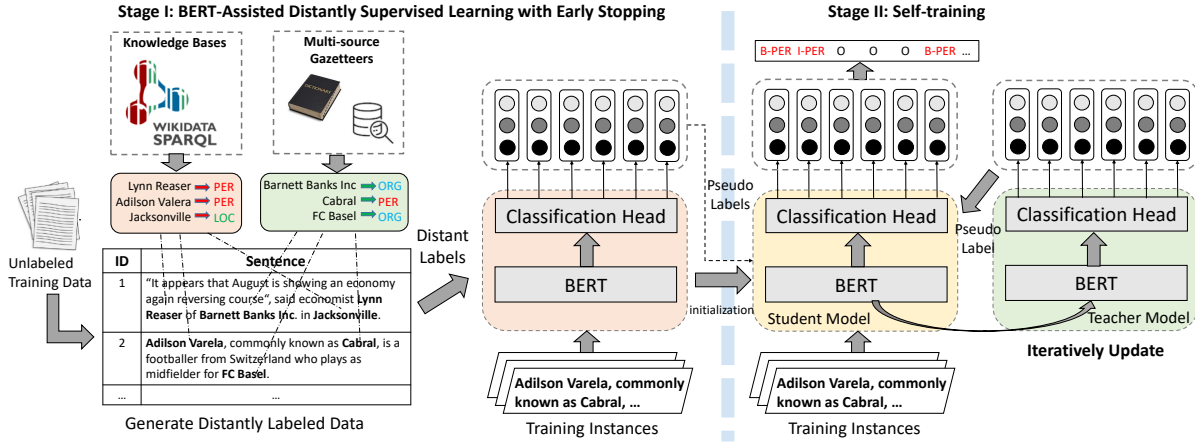 Stage I: BERT-Assisted Distantly Supervised Learning with Early Stopping
Knowledge Bases
WIKIDATA
SPARQL
Multi-source
Gazetteers
DICTIONARY
Lynn Reaser PER
Adilson Valera PER
Jacksonville LOC
Barnett Banks Inc ORG
Cabral PER
FC Basel ORG
Unlabeled
Training Data
ID Sentence
1 "It appears that August is showing an economy
again reversing course", said economist Lynn
Reaser of Barnett Banks Inc. in Jacksonville.
2 Adilson Varela, commonly known as Cabral, is a
footballer from Switzerland who plays as
midfielder for FC Basel.
... ...
Generate Distantly Labeled Data
Distant
Labels
Classification Head
BERT
Adilson Varela, commonly
known as Cabral, ...
Training Instances
Pseudo
Labels
initialization
Stage II: Self-training
B-PER I-PER O O O B-PER ...
Classification Head
BERT
Student Model
Adilson Varela, commonly
known as Cabral, ...
Training Instances
Pseudo
Label
Classification Head
BERT
Teacher Model
Iteratively Update